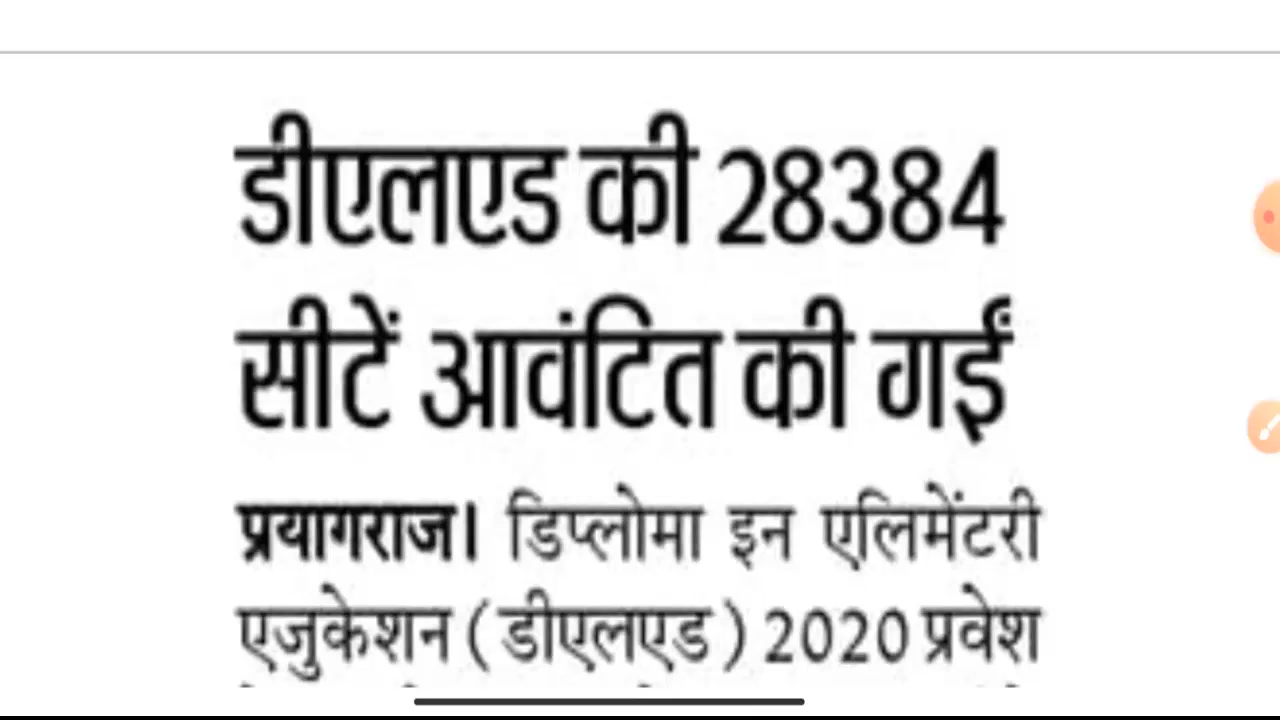 डीएलएड की 28384
सीटें आवंटित की गईं
प्रयागराज। डिप्लोमा इन एलिमेंटरी
एजुकेशन (डीएलएड) 2020 प्रवेश